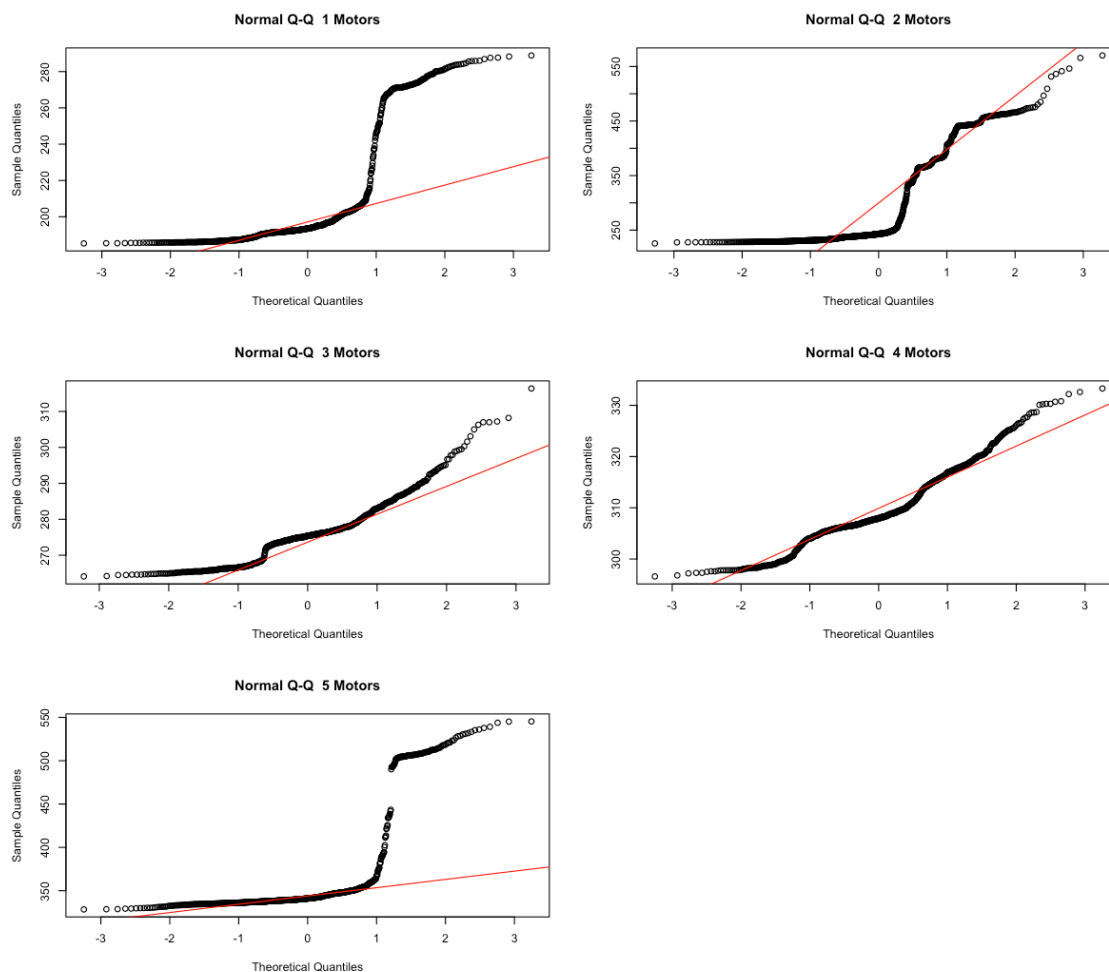 Normal Q-Q  1 Motors
Sample Quantiles
280
260
240
220
200
-3 -2 -1 0 1 2 3
Theoretical Quantiles
Normal Q-Q  2 Motors
Sample Quantiles
550
450
350
250
-3 -2 -1 0 1 2 3
Theoretical Quantiles
Normal Q-Q  3 Motors
Sample Quantiles
310
300
290
280
270
-3 -2 -1 0 1 2 3
Theoretical Quantiles
Normal Q-Q  4 Motors
Sample Quantiles
330
320
310
300
-3 -2 -1 0 1 2 3
Theoretical Quantiles
Normal Q-Q  5 Motors
Sample Quantiles
550
500
450
400
350
-3 -2 -1 0 1 2 3
Theoretical Quantiles